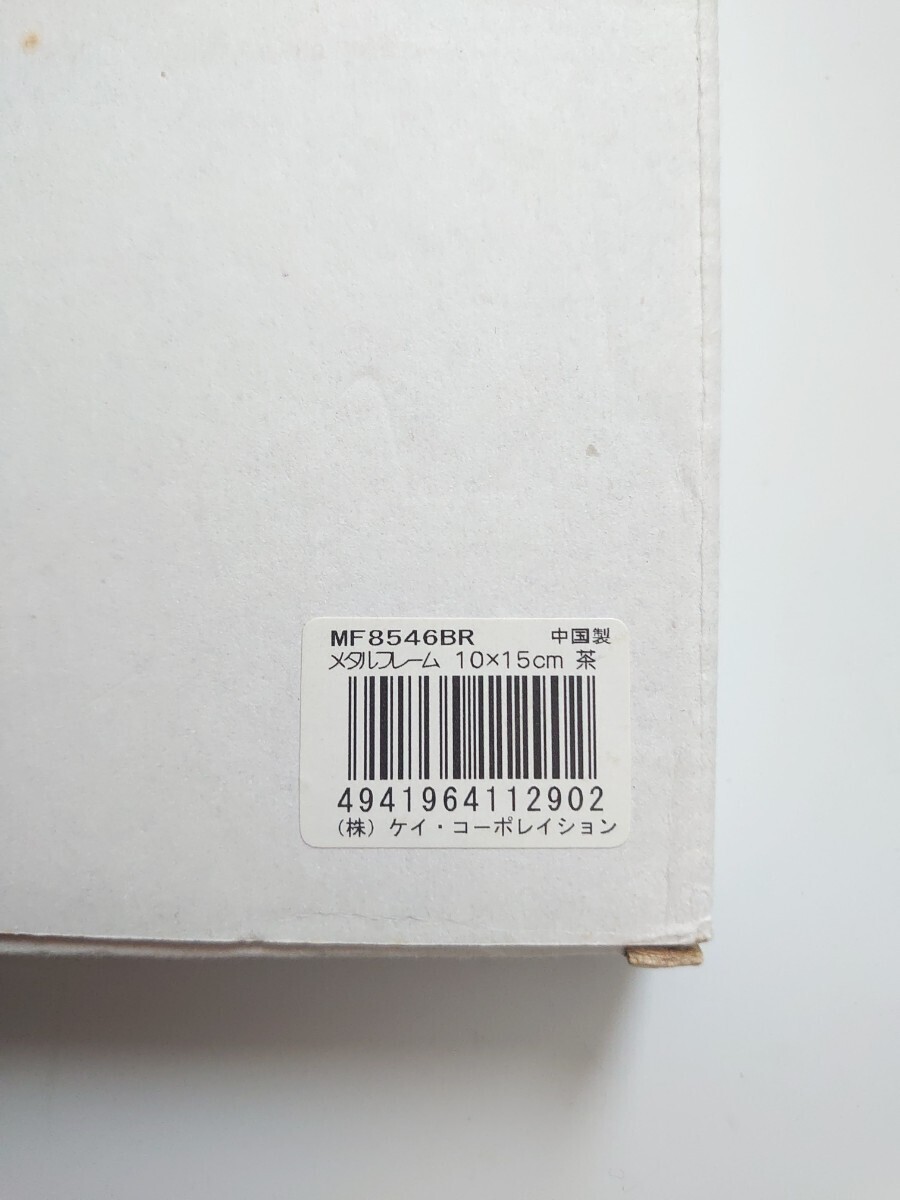 MF8546BR 中国製
メタルフレーム 10×15cm 茶
4941964112902
(株) ケイ・コーポレイション